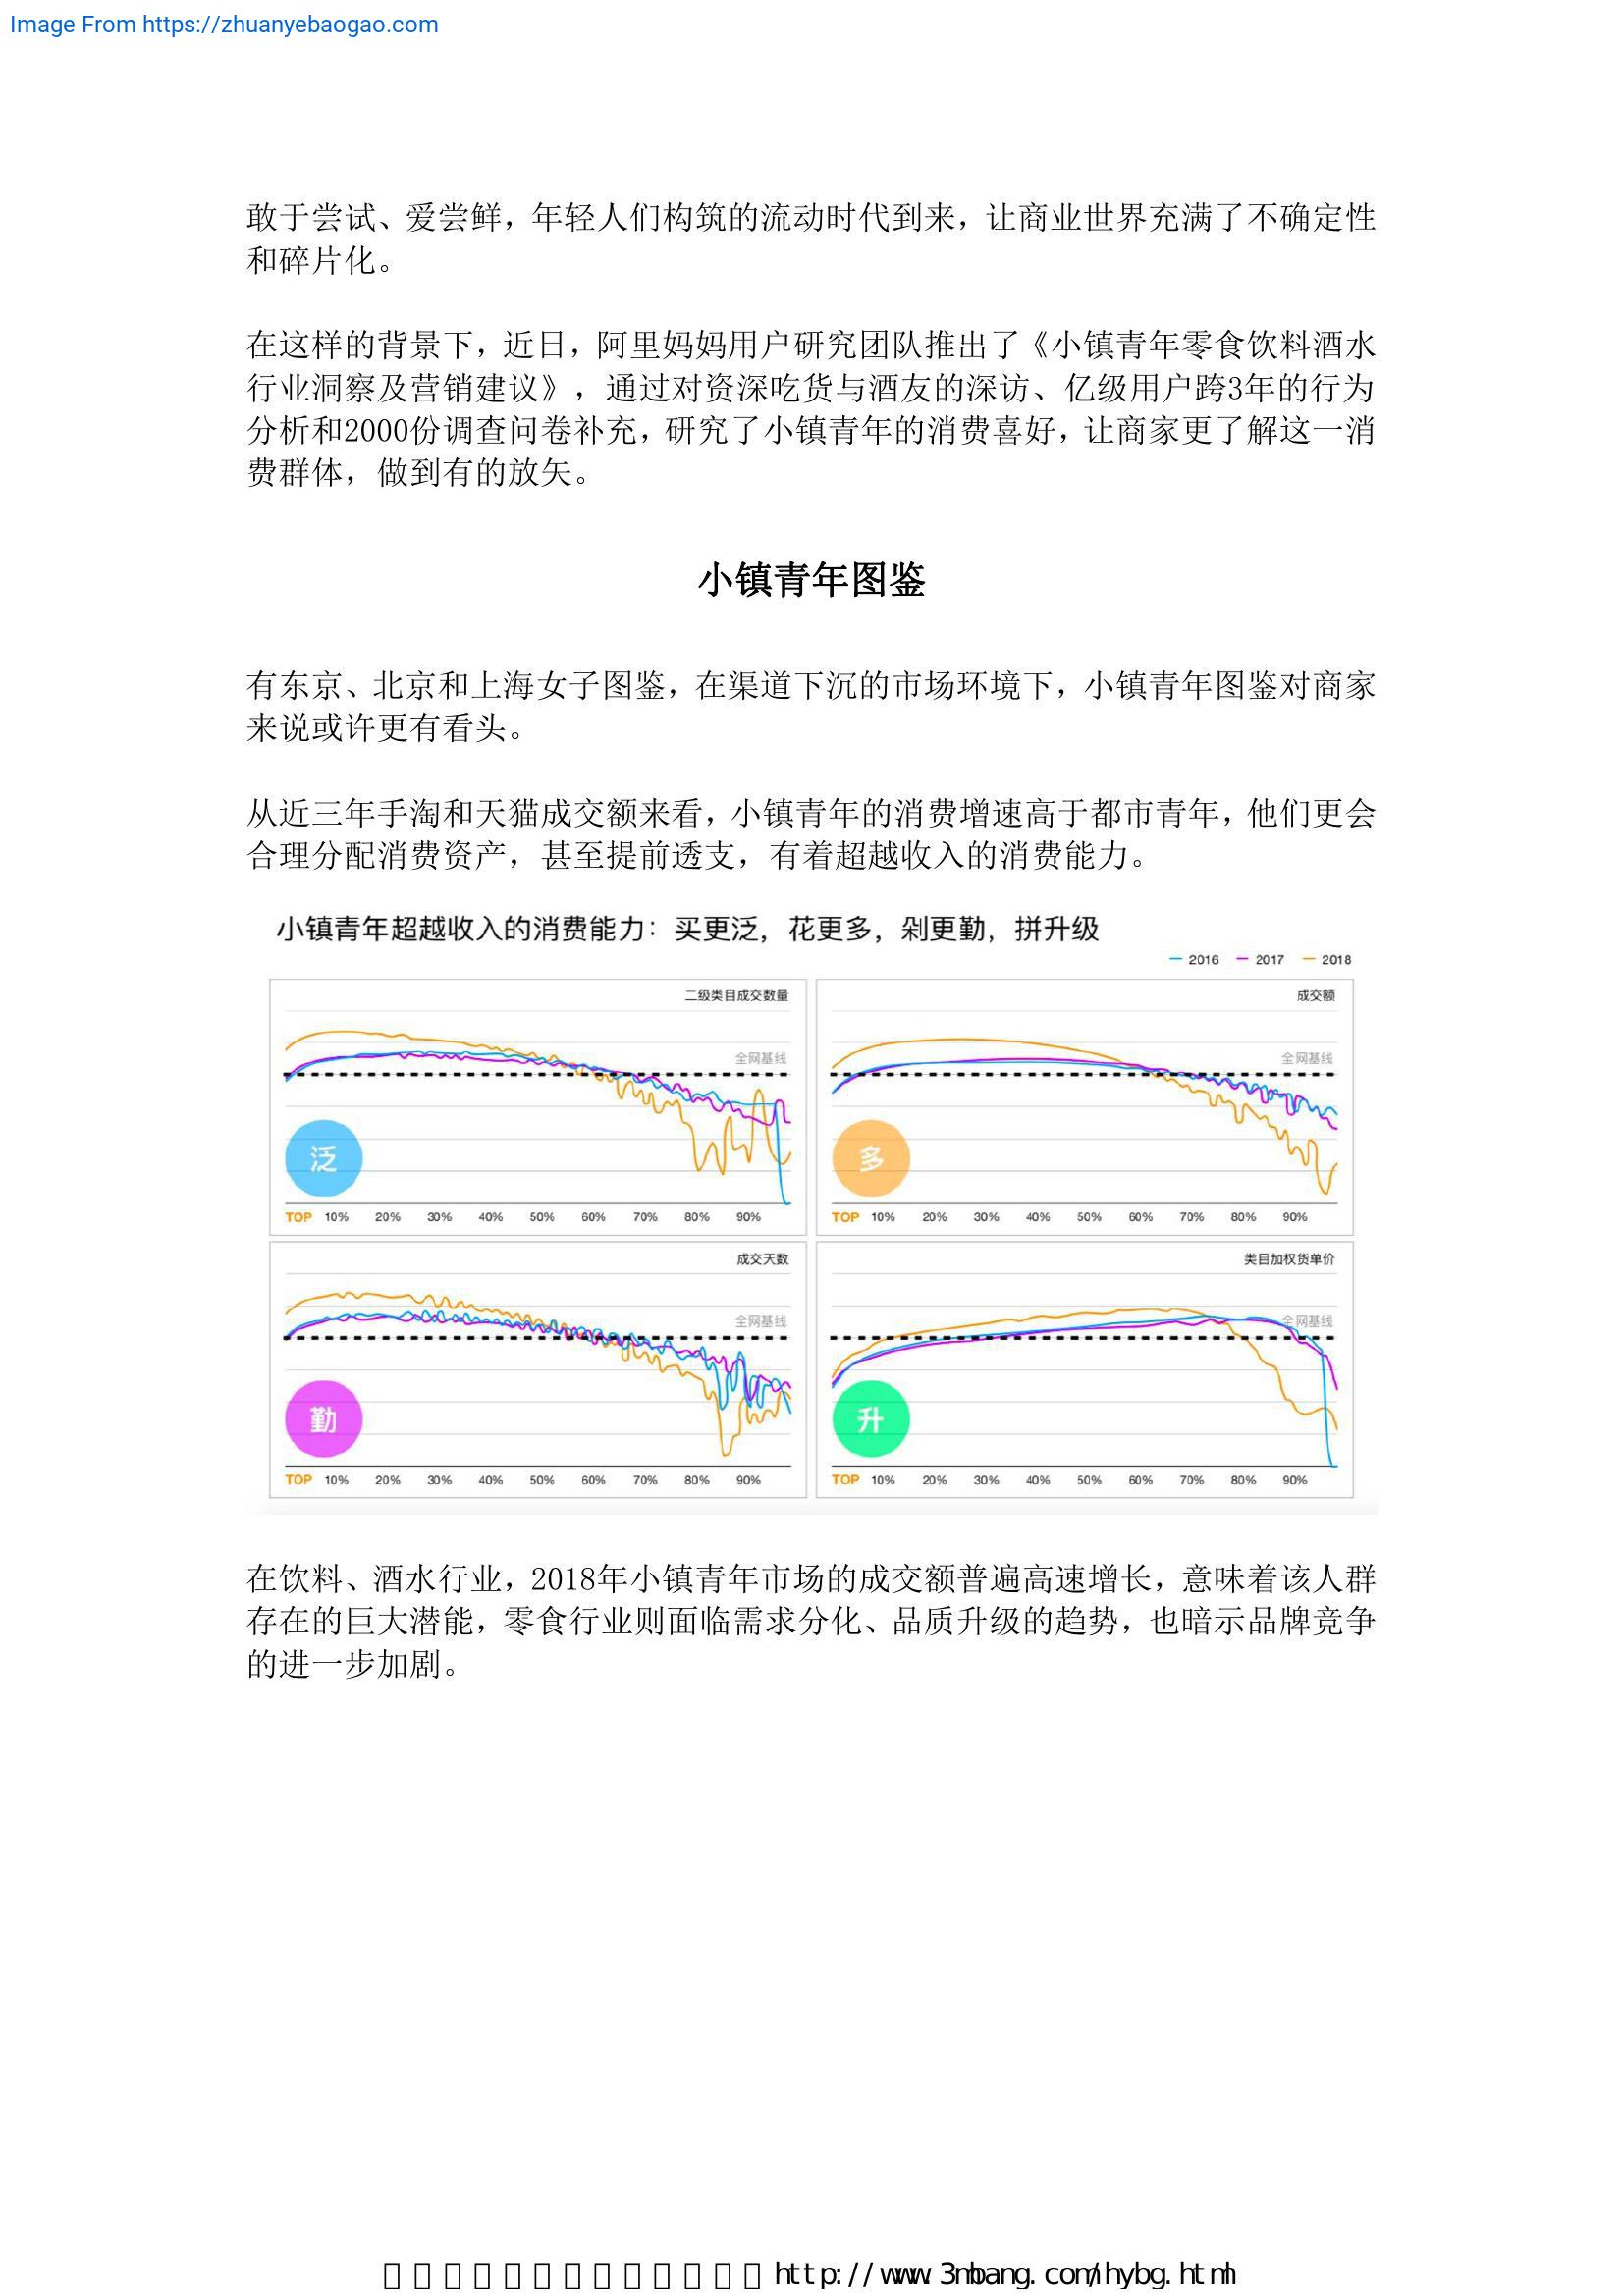 Image From https://zhuanyebaogao.com
敢于尝试、爱尝鲜，年轻人们构筑的流动时代到来，让商业世界充满了不确定性
和碎片化。
在这样的背景下，近日，阿里妈妈用户研究团队推出了《小镇青年零食饮料酒水
行业洞察及营销建议》，通过对资深吃货与酒友的深访、亿级用户跨3年的行为
分析和2000份调查问卷补充，研究了小镇青年的消费喜好，让商家更了解这一消
费群体，做到有的放矢。
小镇青年图鉴
有东京、北京和上海女子图鉴，在渠道下沉的市场环境下，小镇青年图鉴对商家
来说或许更有看头。
从近三年手淘和天猫成交额来看，小镇青年的消费增速高于都市青年，他们更会
合理分配消费资产，甚至提前透支，有着超越收入的消费能力。
小镇青年超越收入的消费能力：买更泛，花更多，剁更勤，拼升级
2016 2017 2018
二级类目成交数量
全网基线
泛
TOP 10% 20% 30% 40% 50% 60% 70% 80% 90%
成交额
全网基线
多
TOP 10% 20% 30% 40% 50% 60% 70% 80% 90%
成交天数
全网基线
勤
TOP 10% 20% 30% 40% 50% 60% 70% 80% 90%
类目加权货单价
全网基线
升
TOP 10% 20% 30% 40% 50% 60% 70% 80% 90%
在饮料、酒水行业，2018年小镇青年市场的成交额普遍高速增长，意味着该人群
存在的巨大潜能，零食行业则面临需求分化、品质升级的趋势，也暗示品牌竞争
的进一步加剧。
http://www.3mbang.com/hybg.html